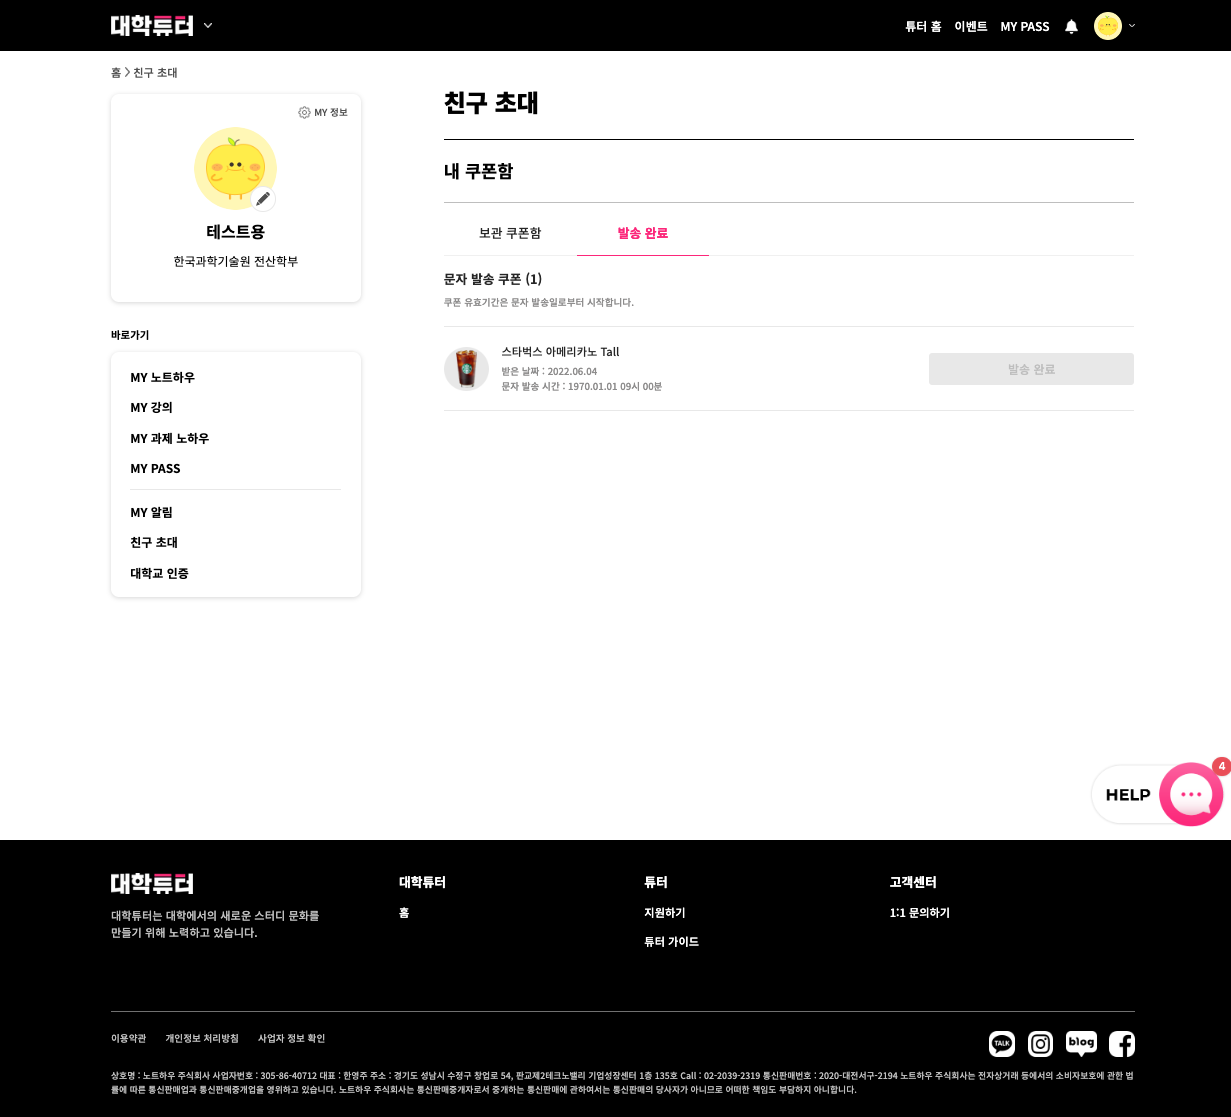 대학튜터
튜터 홈 이벤트 MY PASS
홈 > 친구 초대
MY 정보
테스트용
한국과학기술원 전산학부
바로가기
MY 노트하우
MY 강의
MY 과제 노하우
MY PASS
MY 알림
친구 초대
대학교 인증
친구 초대
내 쿠폰함
보관 쿠폰함 발송 완료
문자 발송 쿠폰 (1)
쿠폰 유효기간은 문자 발송일로부터 시작합니다.
스타벅스 아메리카노 Tall
받은 날짜 : 2022.06.04
문자 발송 시간 : 1970.01.01 09시 00분
발송 완료
HELP
4
대학튜터
대학튜터는 대학에서의 새로운 스터디 문화를
만들기 위해 노력하고 있습니다.
대학튜터
홈
튜터
지원하기
튜터 가이드
고객센터
1:1 문의하기
이용약관 개인정보 처리방침 사업자 정보 확인
TALK
blog
상호명 : 노트하우 주식회사 사업자번호 : 305-86-40712 대표 : 한영주 주소 : 경기도 성남시 수정구 창업로 54, 판교제2테크노밸리 기업성장센터 1층 135호 Call : 02-2039-2319 통신판매번호 : 2020-대전서구-2194 노트하우 주식회사는 전자상거래 등에서의 소비자보호에 관한 법
률에 따른 통신판매업과 통신판매중개업을 영위하고 있습니다. 노트하우 주식회사는 통신판매중개자로서 중개하는 통신판매에 관하여서는 통신판매의 당사자가 아니므로 어떠한 책임도 부담하지 아니합니다.